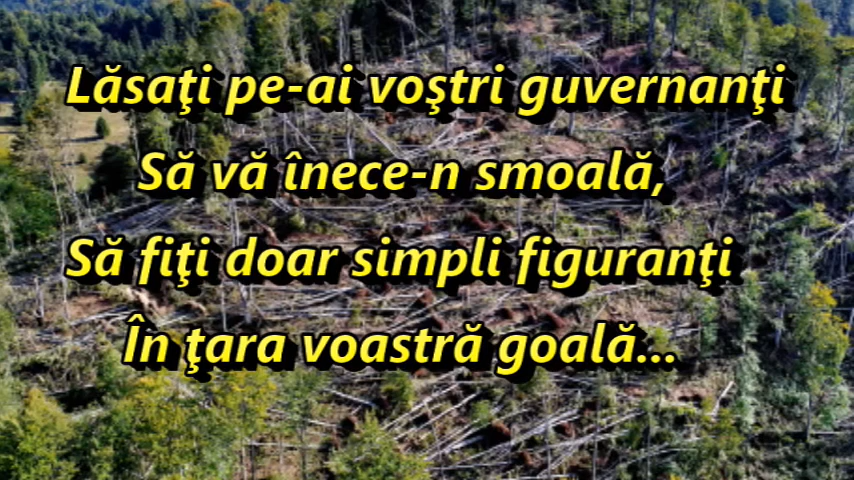 Lăsaţi pe-ai voştri guvernanţi
Să vă înece-n smoală,
Să fiţi doar simpli figuranţi
În ţara voastră goală...